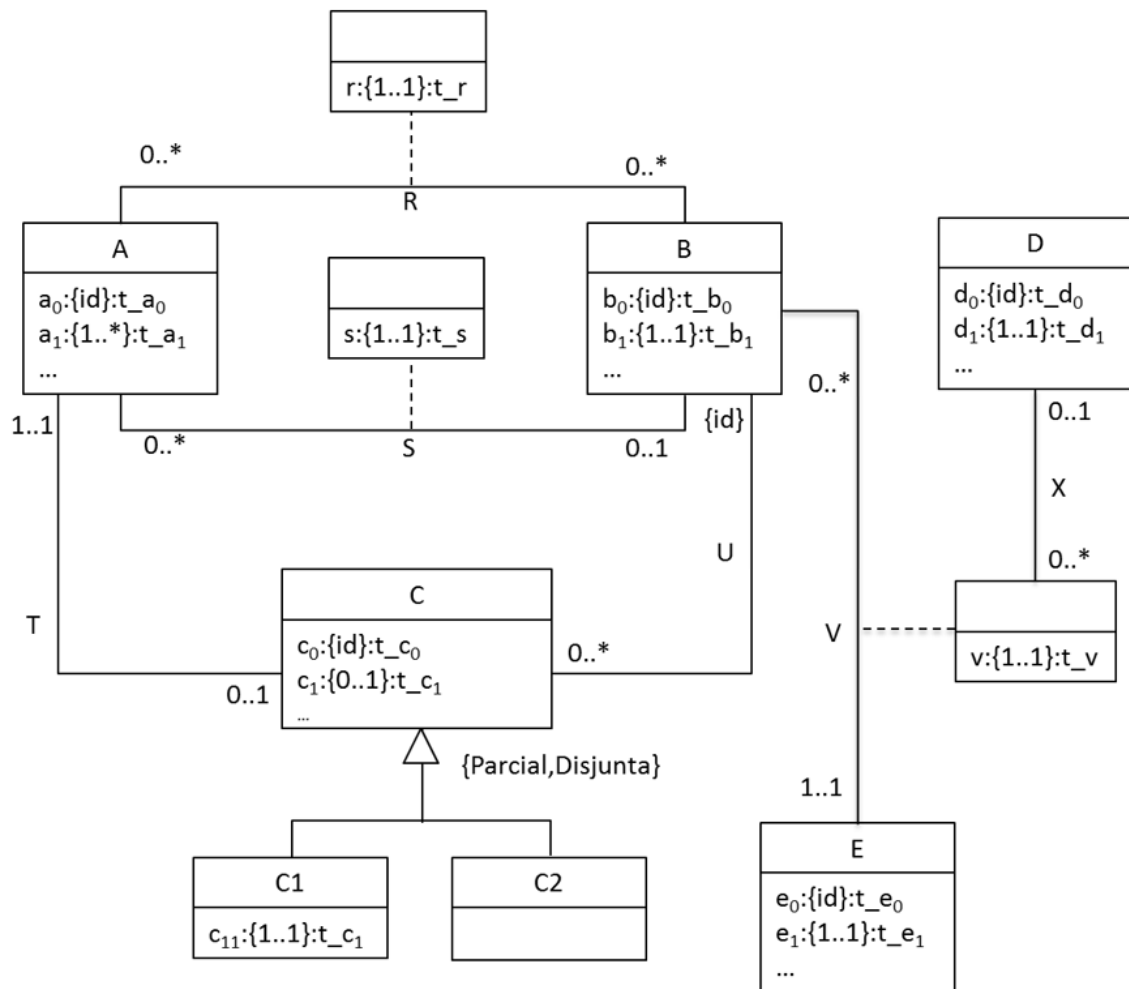 r:{1..1}:t_r
0..*
0..*
R
A
a₀:{id}:t_a₀
a₁:{1..*}:t_a₁
...
s:{1..1}:t_s
B
b₀:{id}:t_b₀
b₁:{1..1}:t_b₁
...
D
d₀:{id}:t_d₀
d₁:{1..1}:t_d₁
...
1..1
0..*
S
0..1
{id}
0..*
0..1
X
T
U
V
0..*
C
c₀:{id}:t_c₀
c₁:{0..1}:t_c₁
...
0..1
0..*
v:{1..1}:t_v
{Parcial,Disjunta}
C1
c₁₁:{1..1}:t_c₁
C2
1..1
E
e₀:{id}:t_e₀
e₁:{1..1}:t_e₁
...